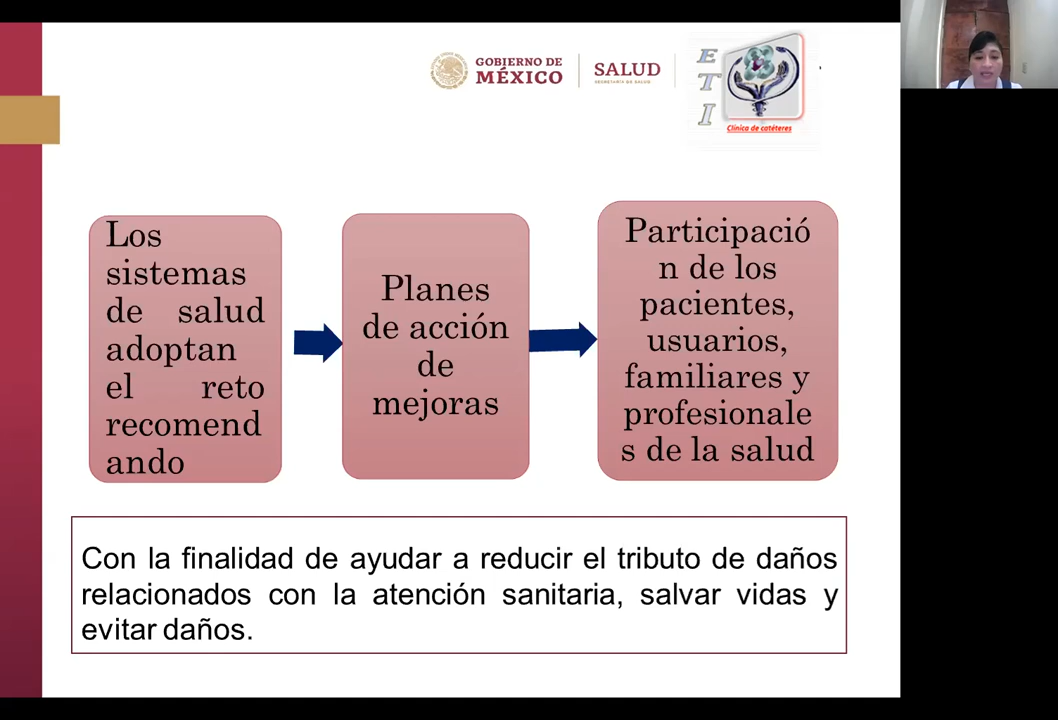 GOBIERNO DE
MÉXICO
SALUD
SECRETARÍA DE SALUD
E
T
I
Clínica de catéteres
Los
sistemas
de salud
adoptan
el reto
recomend
ando
Planes
de acción
de
mejoras
Participació
n de los
pacientes,
usuarios,
familiares y
profesionale
s de la salud
Con la finalidad de ayudar a reducir el tributo de daños
relacionados con la atención sanitaria, salvar vidas y
evitar daños.